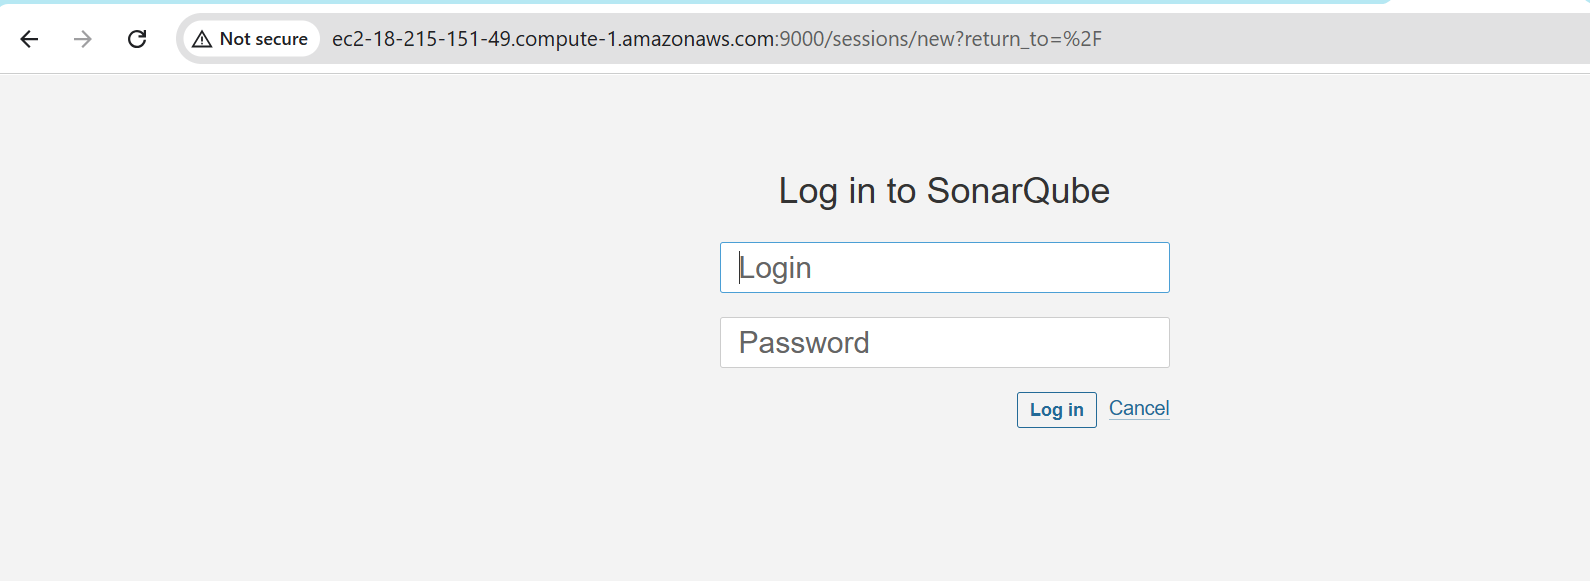 Not secure ec2-18-215-151-49.compute-1.amazonaws.com:9000/sessions/new?return_to=%2F
Log in to SonarQube
Login
Password
Log in Cancel